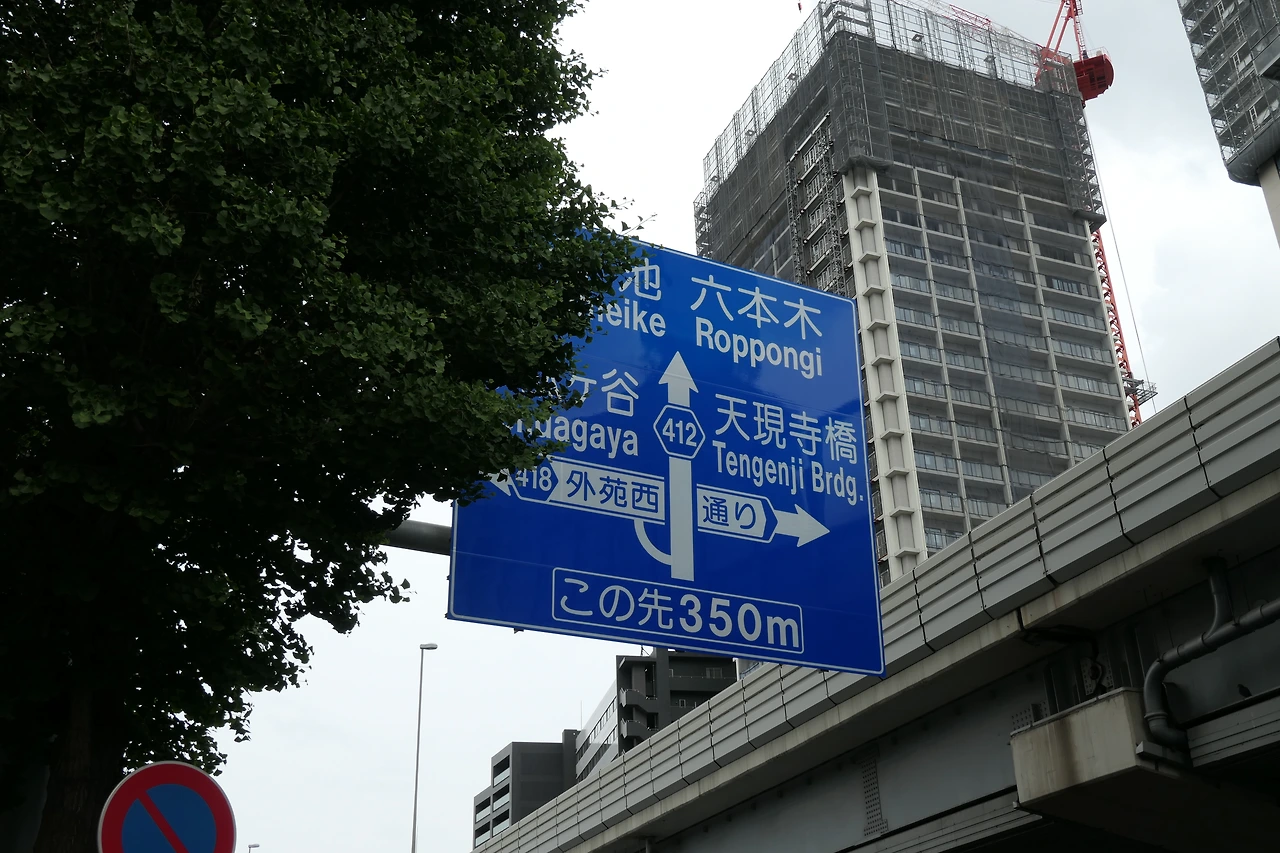 池 六本木
eike Roppongi
ケ谷
agaya
412
天現寺橋
Tengenji Brdg.
418 外苑西
通り
この先350m